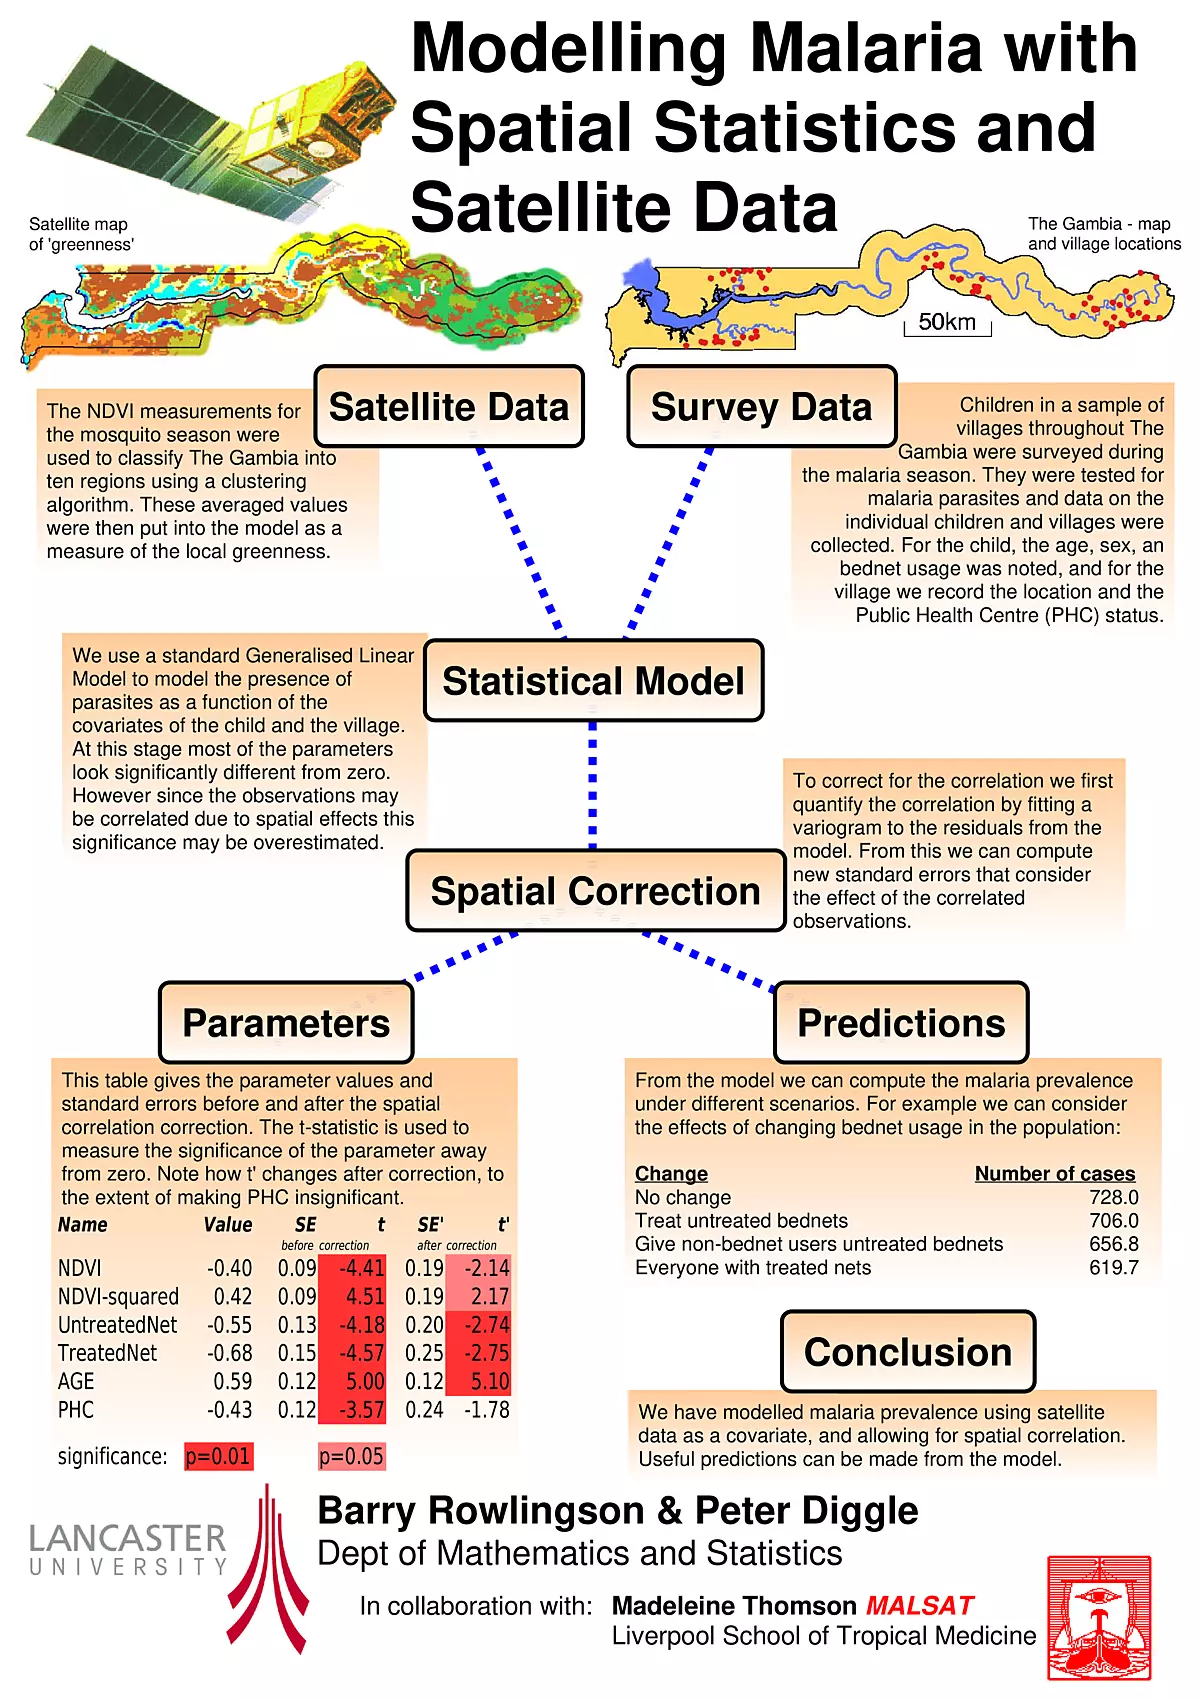 Modelling Malaria with
Spatial Statistics and
Satellite Data
Satellite map
of 'greenness'
The Gambia - map
and village locations
50km
Satellite Data
The NDVI measurements for
the mosquito season were
used to classify The Gambia into
ten regions using a clustering
algorithm. These averaged values
were then put into the model as a
measure of the local greenness.
Survey Data
Children in a sample of
villages throughout The
Gambia were surveyed during
the malaria season. They were tested for
malaria parasites and data on the
individual children and villages were
collected. For the child, the age, sex, an
bednet usage was noted, and for the
village we record the location and the
Public Health Centre (PHC) status.
Statistical Model
We use a standard Generalised Linear
Model to model the presence of
parasites as a function of the
covariates of the child and the village.
At this stage most of the parameters
look significantly different from zero.
However since the observations may
be correlated due to spatial effects this
significance may be overestimated.
Spatial Correction
To correct for the correlation we first
quantify the correlation by fitting a
variogram to the residuals from the
model. From this we can compute
new standard errors that consider
the effect of the correlated
observations.
Parameters
This table gives the parameter values and
standard errors before and after the spatial
correlation correction. The t-statistic is used to
measure the significance of the parameter away
from zero. Note how t' changes after correction, to
the extent of making PHC insignificant.
Name Value SE t SE' t'
before correction after correction
NDVI -0.40 0.09 -4.41 0.19 -2.14
NDVI-squared 0.42 0.09 4.51 0.19 2.17
UntreatedNet -0.55 0.13 -4.18 0.20 -2.74
TreatedNet -0.68 0.15 -4.57 0.25 -2.75
AGE 0.59 0.12 5.00 0.12 5.10
PHC -0.43 0.12 -3.57 0.24 -1.78
significance: p=0.01 p=0.05
Predictions
From the model we can compute the malaria prevalence
under different scenarios. For example we can consider
the effects of changing bednet usage in the population:
Change Number of cases
No change 728.0
Treat untreated bednets 706.0
Give non-bednet users untreated bednets 656.8
Everyone with treated nets 619.7
Conclusion
We have modelled malaria prevalence using satellite
data as a covariate, and allowing for spatial correlation.
Useful predictions can be made from the model.
LANCASTER
UNIVERSITY
Barry Rowlingson & Peter Diggle
Dept of Mathematics and Statistics
In collaboration with: Madeleine Thomson MALSAT
Liverpool School of Tropical Medicine